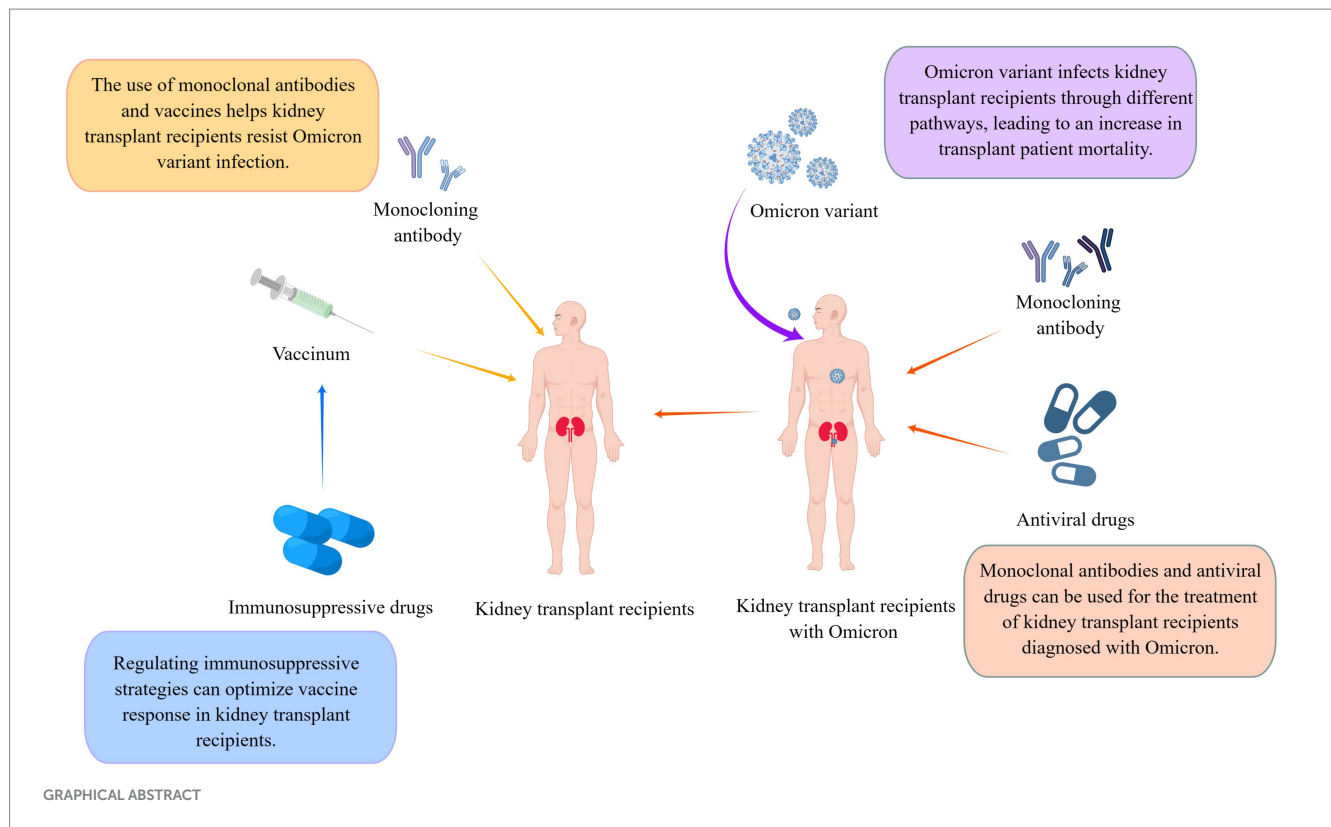 The use of monoclonal antibodies
and vaccines helps kidney
transplant recipients resist Omicron
variant infection.
Monocloning
antibody
Vaccinum
Immunosuppressive drugs
Regulating immunosuppressive
strategies can optimize vaccine
response in kidney transplant
recipients.
Kidney transplant recipients
Omicron variant
Omicron variant infects kidney
transplant recipients through different
pathways, leading to an increase in
transplant patient mortality.
Monocloning
antibody
Antiviral drugs
Kidney transplant recipients
with Omicron
Monoclonal antibodies and antiviral
drugs can be used for the treatment
of kidney transplant recipients
diagnosed with Omicron.
GRAPHICAL ABSTRACT